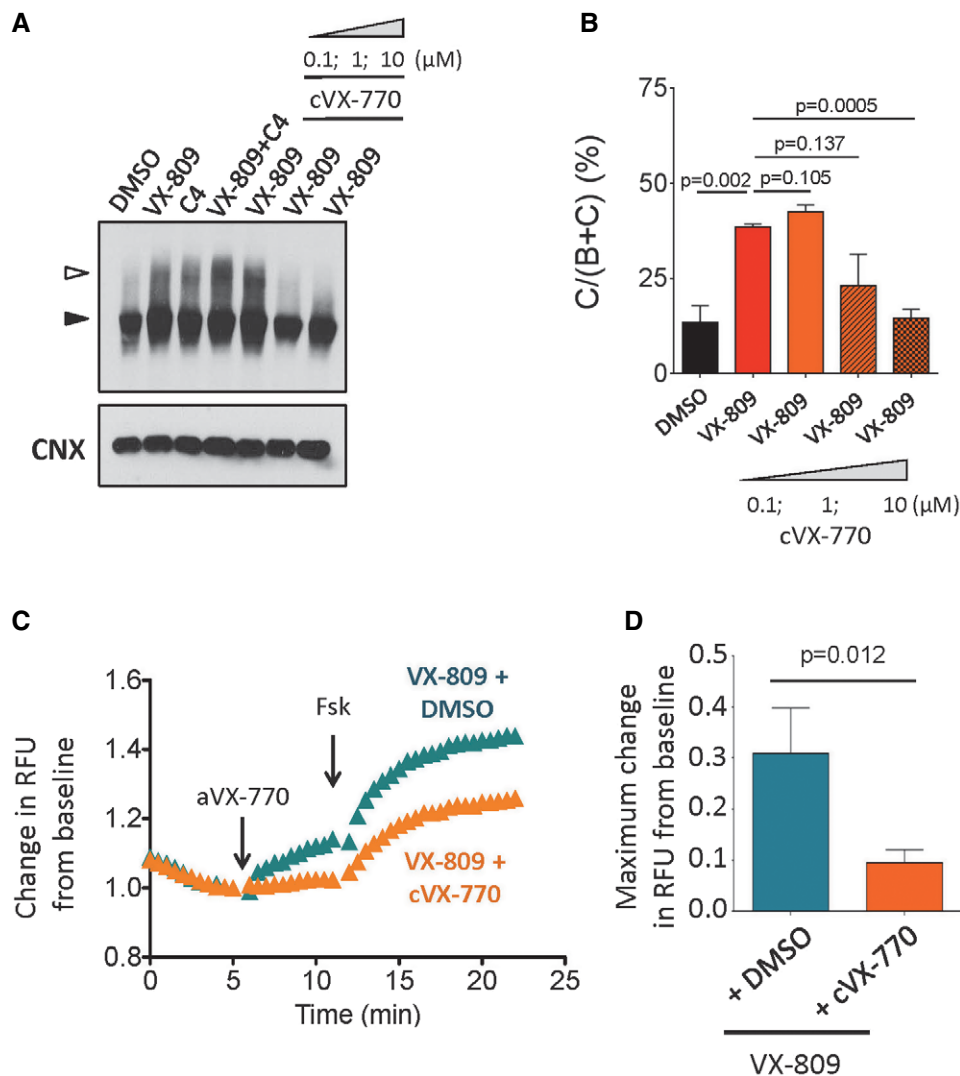 A
0.1; 1; 10 (μM)
cVX-770
DMSO
VX-809
C4
VX-809+C4
VX-809
VX-809
VX-809
CNX
B
C/(B+C) (%)
75
50
25
0
p=0.0005
p=0.137
p=0.002
p=0.105
DMSO
VX-809
VX-809
VX-809
VX-809
0.1; 1; 10 (μM)
cVX-770
C
Change in RFU
from baseline
1.6
1.4
1.2
1.0
0.8
aVX-770
Fsk
VX-809 +
DMSO
VX-809 +
cVX-770
0 5 10 15 20 25
Time (min)
D
Maximum change
in RFU from baseline
0.5
0.4
0.3
0.2
0.1
0.0
p=0.012
+ DMSO
+ cVX-770
VX-809